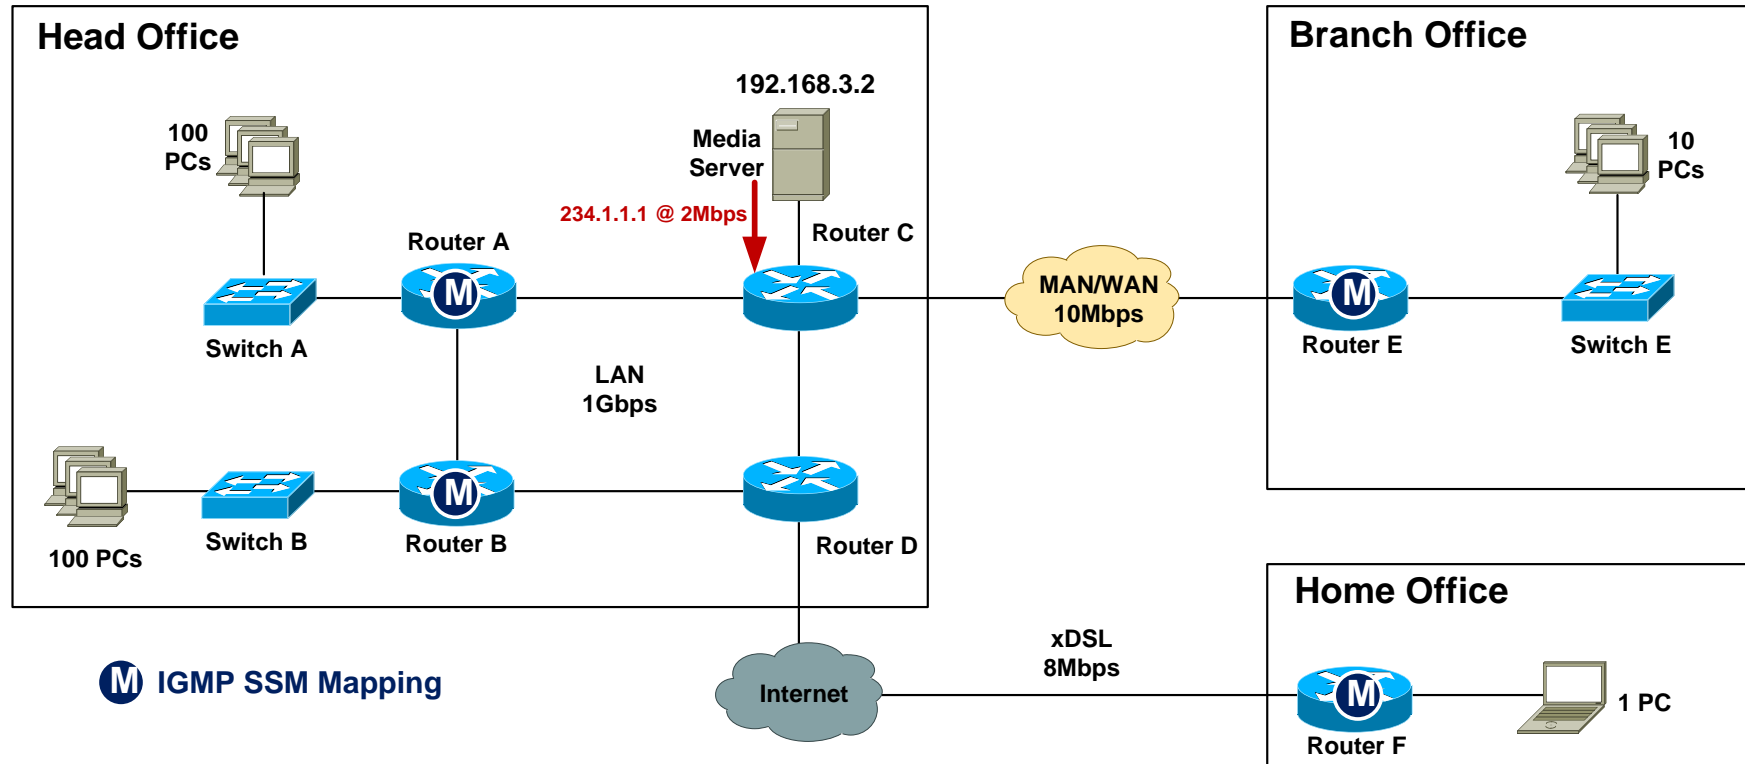 Head Office
192.168.3.2
100
PCs
Media
Server
234.1.1.1 @ 2Mbps
Router C
Router A
M
Switch A
LAN
1Gbps
100 PCs
Switch B
M
Router B
Router D
MAN/WAN
10Mbps
Branch Office
10
PCs
M
Router E
Switch E
M IGMP SSM Mapping
Internet
xDSL
8Mbps
Home Office
M
Router F
1 PC